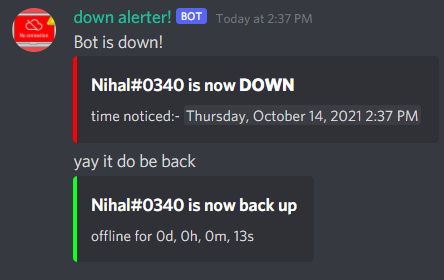 down alerter! BOT Today at 2:37 PM
Bot is down!
Nihal#0340 is now DOWN
time noticed:- Thursday, October 14, 2021 2:37 PM
yay it do be back
Nihal#0340 is now back up
offline for 0d, 0h, 0m, 13s
No connection